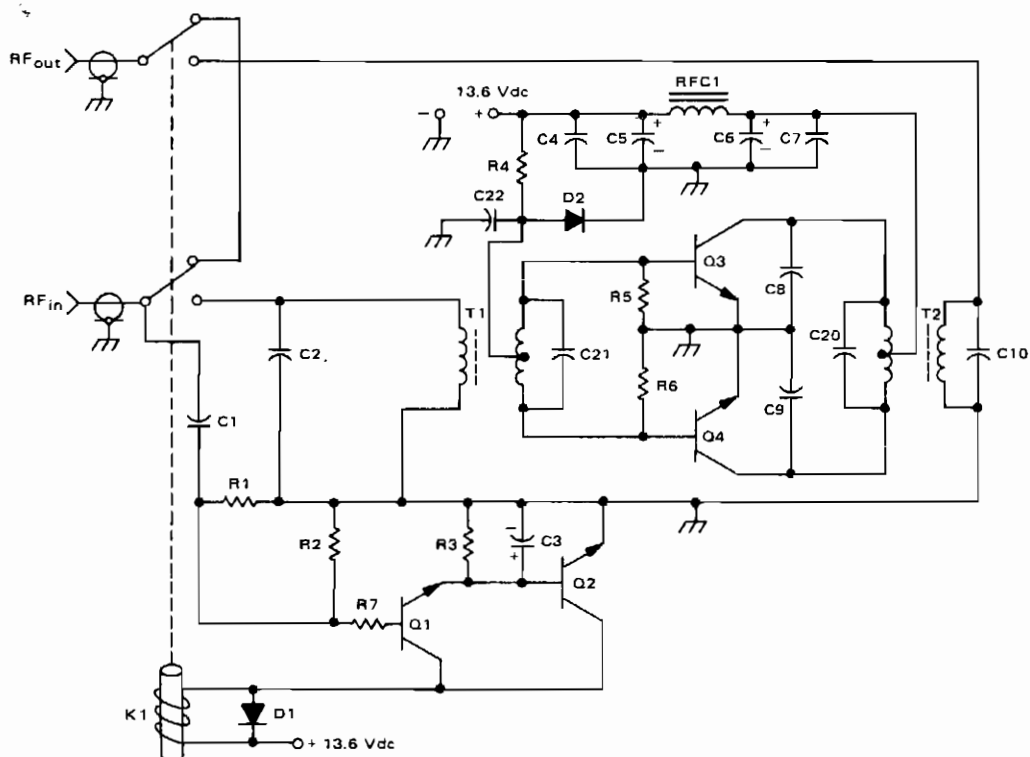 RFout
13.6 Vdc
RFC1
- +
C4 C5 + - C6 + - C7
R4
C22 D2
Q3
R5 C8
RFin
T1 T2
C2 C21 C20 C10
R6
C9
C1 Q4
R1
R2 R3 - + C3
Q2
R7
Q1
K1 D1
+ 13.6 Vdc